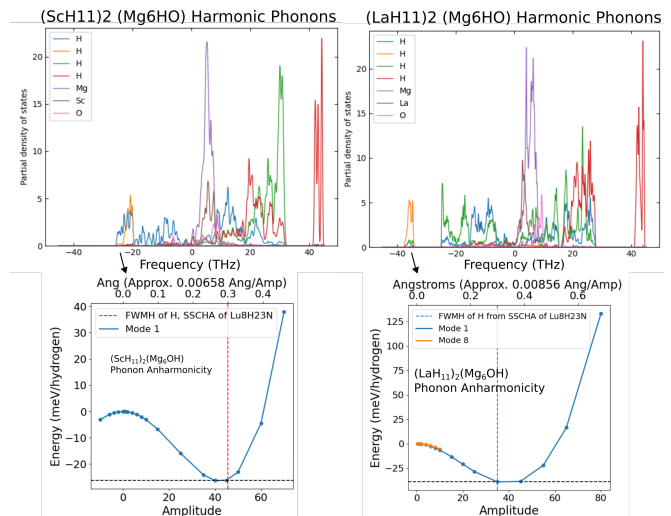 (ScH11)2 (Mg6HO) Harmonic Phonons
Partial density of states
20
15
10
5
0
H
H
H
H
Mg
Sc
O
−40
−20
0
20
40
Frequency (THz)
(LaH11)2 (Mg6HO) Harmonic Phonons
Partial density of states
20
15
10
5
0
H
H
H
H
Mg
La
O
−40
−20
0
20
40
Frequency (THz)
Ang (Approx. 0.00658 Ang/Amp)
0.0 0.1 0.2 0.3 0.4
Energy (meV/hydrogen)
40
30
20
10
0
−10
−20
FWMH of H, SSCHA of Lu8H23N
Mode 1
(ScH₁₁)₂(Mg₆OH)
Phonon Anharmonicity
0 20 40 60
Amplitude
Angstroms (Approx. 0.00856 Ang/Amp)
0.0 0.2 0.4 0.6
Energy (meV/hydrogen)
125
100
75
50
25
0
−25
FWMH of H from SSCHA of Lu8H23N
Mode 1
Mode 8
(LaH₁₁)₂(Mg₆OH)
Phonon Anharmonicity
0 20 40 60 80
Amplitude